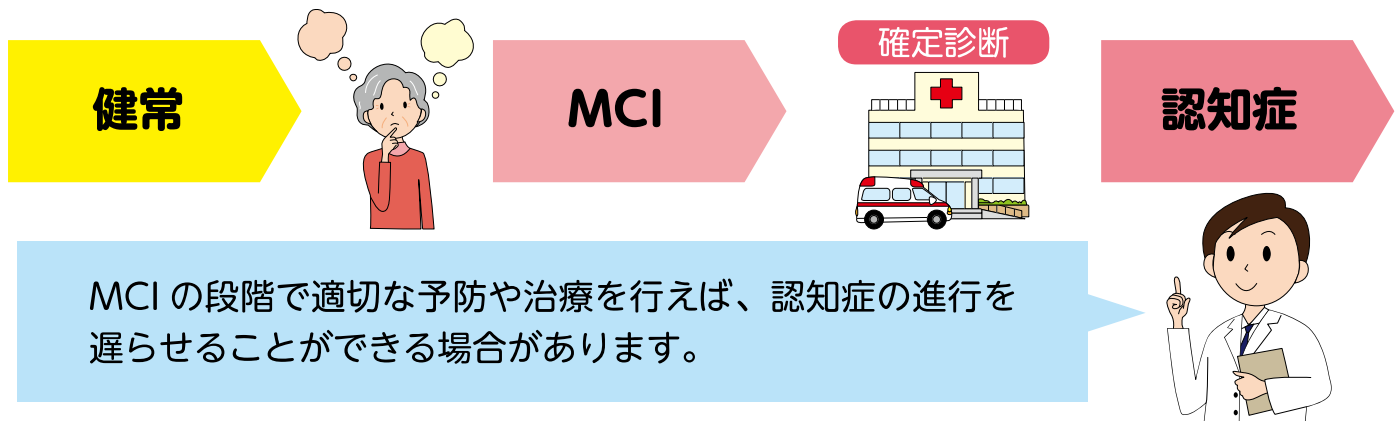 健常
MCI
確定診断
認知症
MCI の段階で適切な予防や治療を行えば、認知症の進行を
遅らせることができる場合があります。